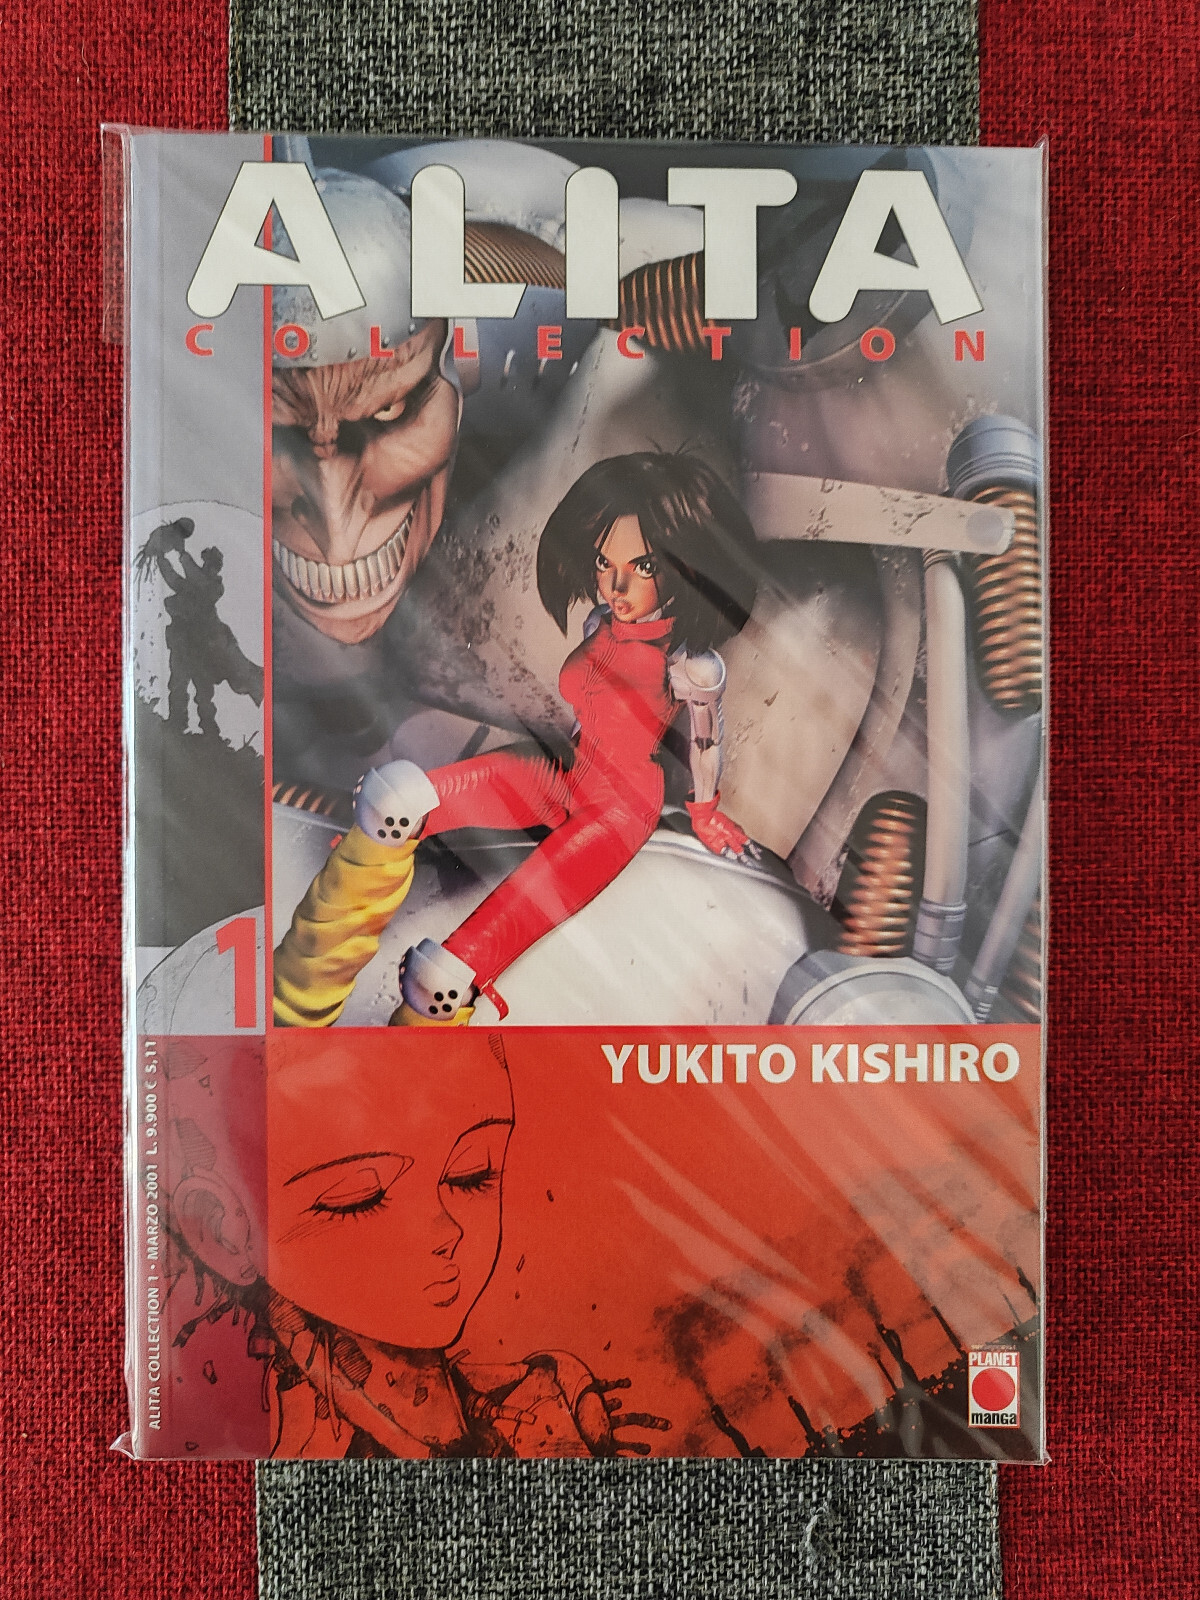 ALITA
COLLECTION
1
YUKITO KISHIRO
ALITA COLLECTION 1 • MARZO 2001 L. 9.900 € 5,11
PLANET
manga